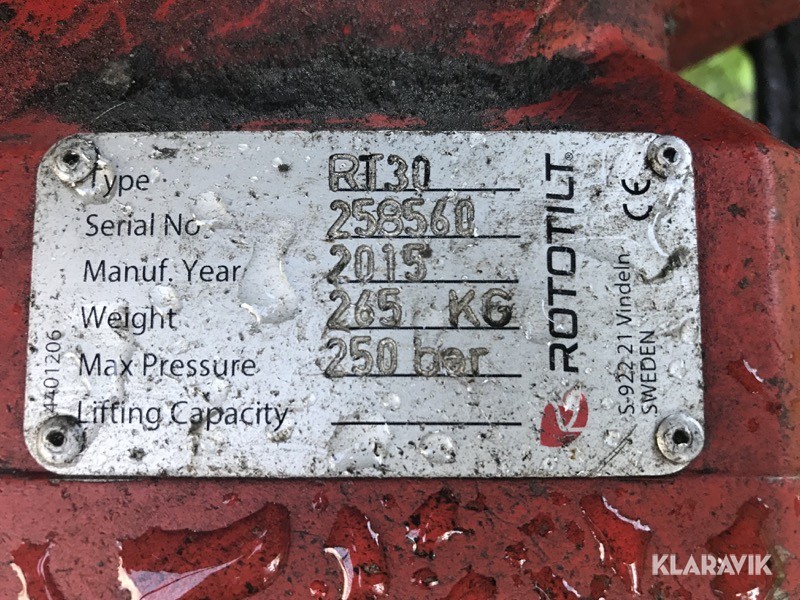 Type RT30
Serial No 258560
Manuf. Year 2015
Weight 265 KG
Max Pressure 250 bar
Lifting Capacity
4401206
ROTOTILT®
CE
S-922 21 Vindeln
SWEDEN
KLARAVIK